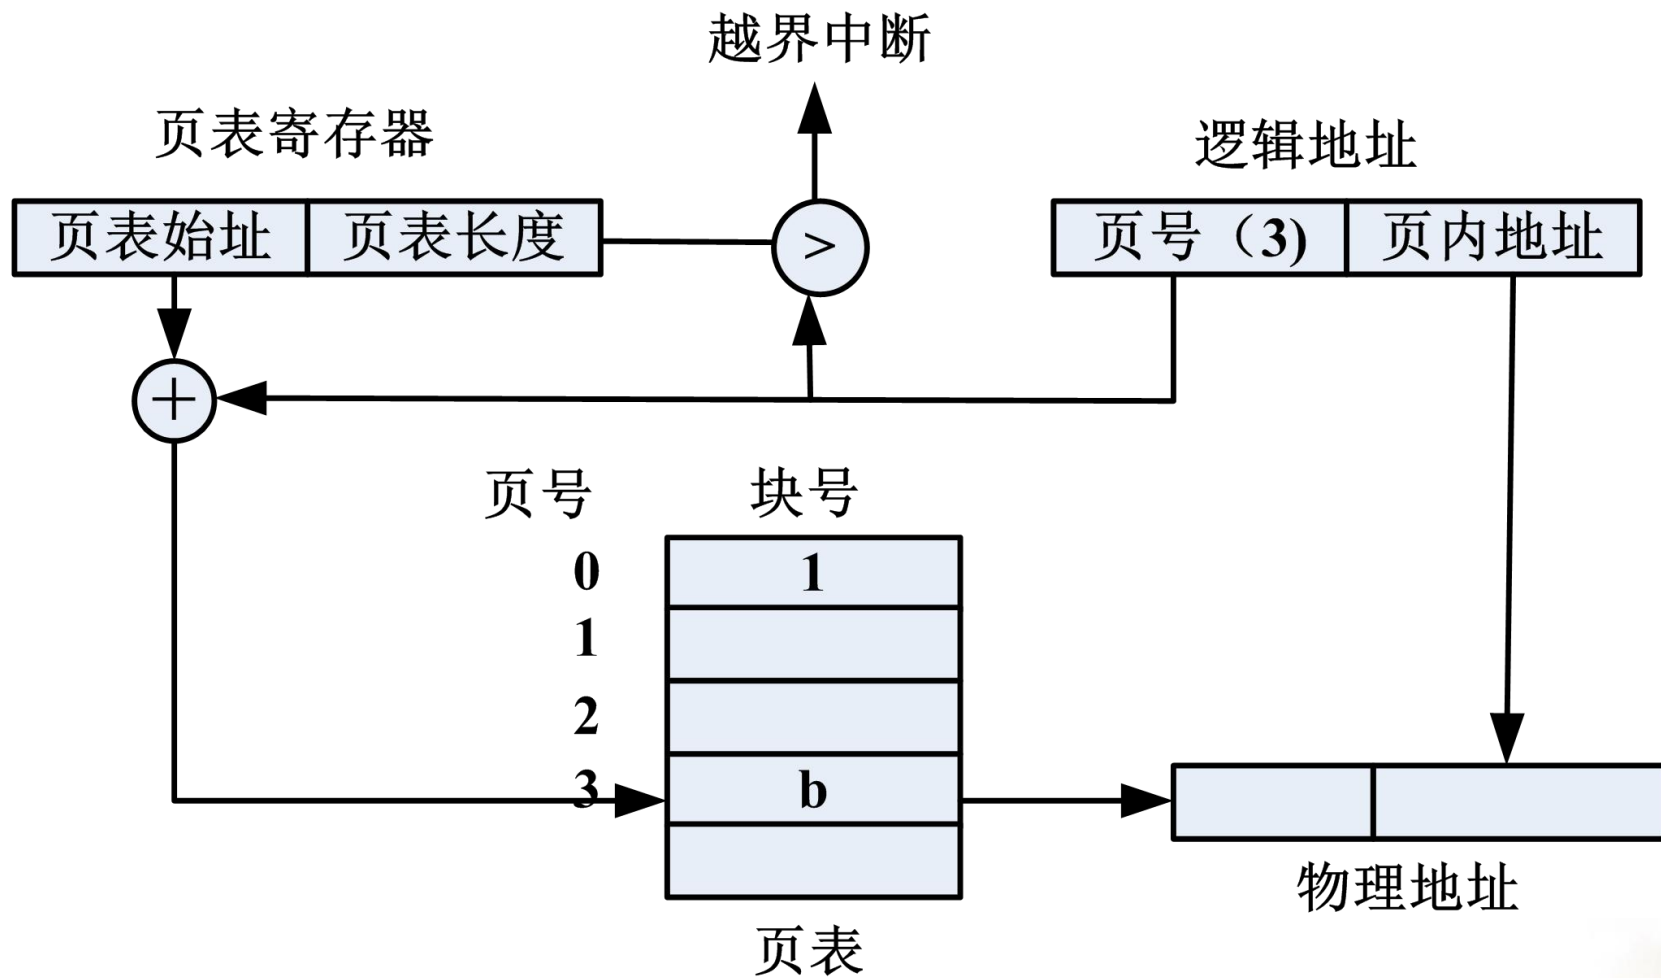 越界中断
页表寄存器
逻辑地址
页表始址 页表长度 > 页号（3) 页内地址
+
页号 块号
0 1
1
2
3 b
物理地址
页表